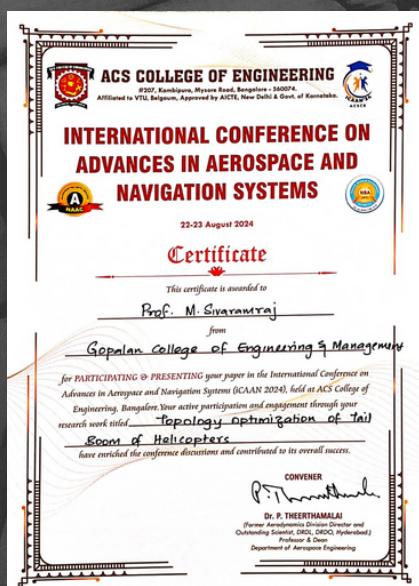 ACS COLLEGE OF ENGINEERING
#207, Kambipura, Mysore Road, Bangalore - 560074.
Affiliated to VTU, Belgaum, Approved by AICTE, New Delhi & Govt. of Karnataka.
INTERNATIONAL CONFERENCE ON
ADVANCES IN AEROSPACE AND
NAVIGATION SYSTEMS
A
NAAC
NBA
22-23 August 2024
Certificate
This certificate is awarded to
Prof. M. Sivaramraj
from
Gopalan College of Engineering & Management
for PARTICIPATING & PRESENTING your paper in the International Conference on
Advances in Aerospace and Navigation Systems (iCAAN 2024), held at ACS College of
Engineering, Bangalore. Your active participation and engagement through your
research work titled Topology Optimization of Tail
Boom of Helicopters
have enriched the conference discussions and contributed to its overall success.
CONVENER
Dr. P. THEERTHAMALAI
(Former Aerodynamics Division Director and
Outstanding Scientist, DRDL, DRDO, Hyderabad.)
Professor & Dean
Department of Aerospace Engineering